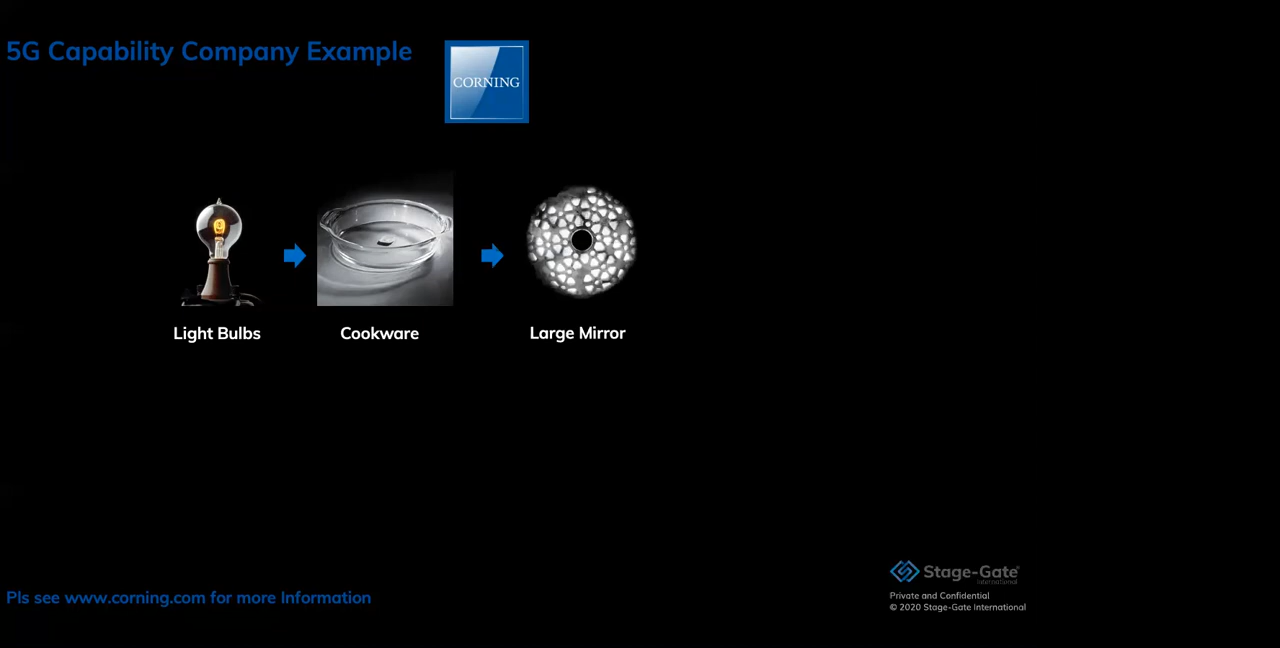 5G Capability Company Example
CORNING
Light Bulbs
Cookware
Large Mirror
Pls see www.corning.com for more Information
Stage-Gate®
International
Private and Confidential
© 2020 Stage-Gate International